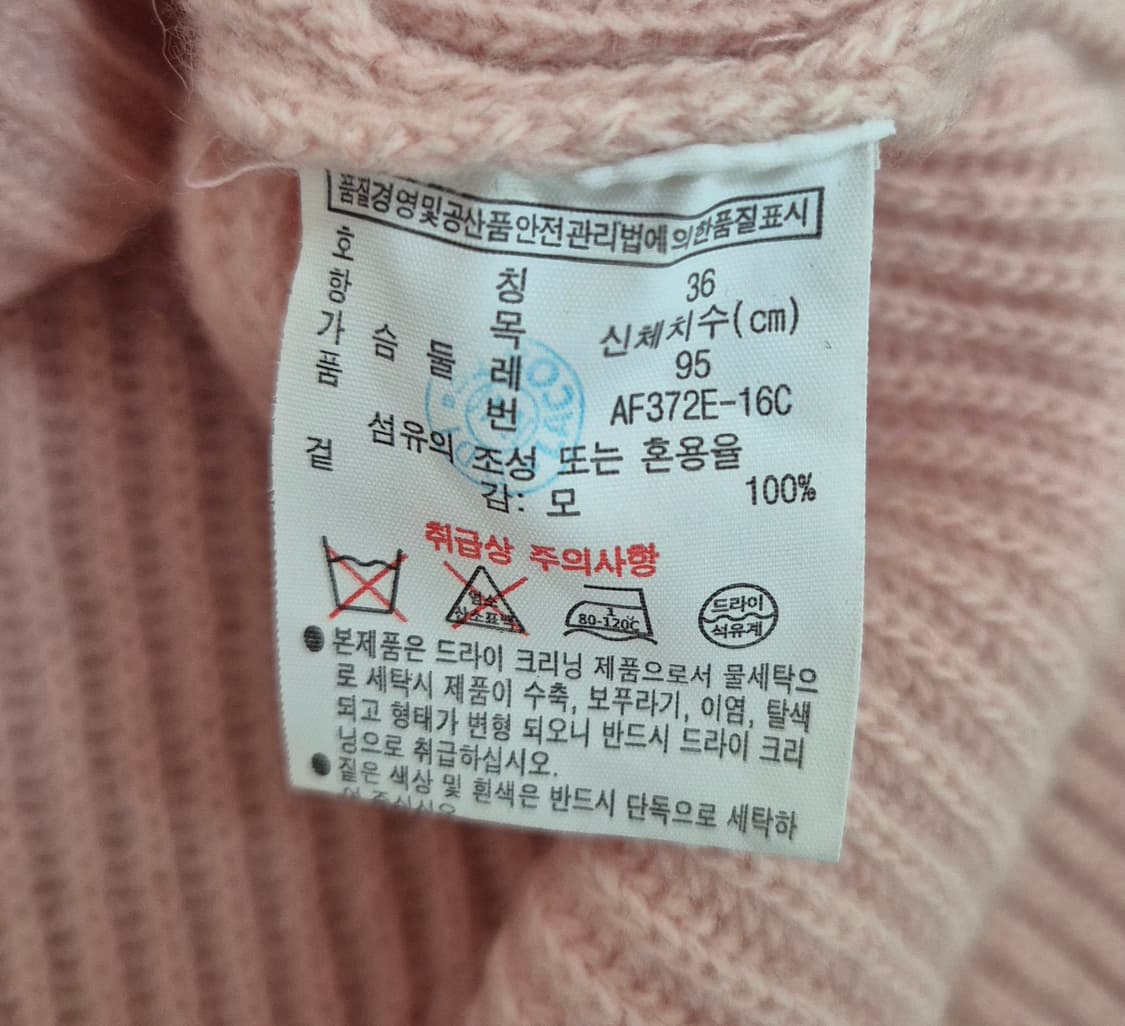 품질경영및공산품안전관리법에의한품질표시
호 칭 36
항 목 신체치수(cm)
가 슴 둘 레 95
품 번 AF372E-16C
섬유의 조성 또는 혼용율
겉 감: 모 100%
취급상 주의사항
염소
산소표백
1
80-120℃
드라이
석유계
● 본제품은 드라이 크리닝 제품으로서 물세탁으
로 세탁시 제품이 수축, 보푸라기, 이염, 탈색
되고 형태가 변형 되오니 반드시 드라이 크리
닝으로 취급하십시오.
● 짙은 색상 및 흰색은 반드시 단독으로 세탁하